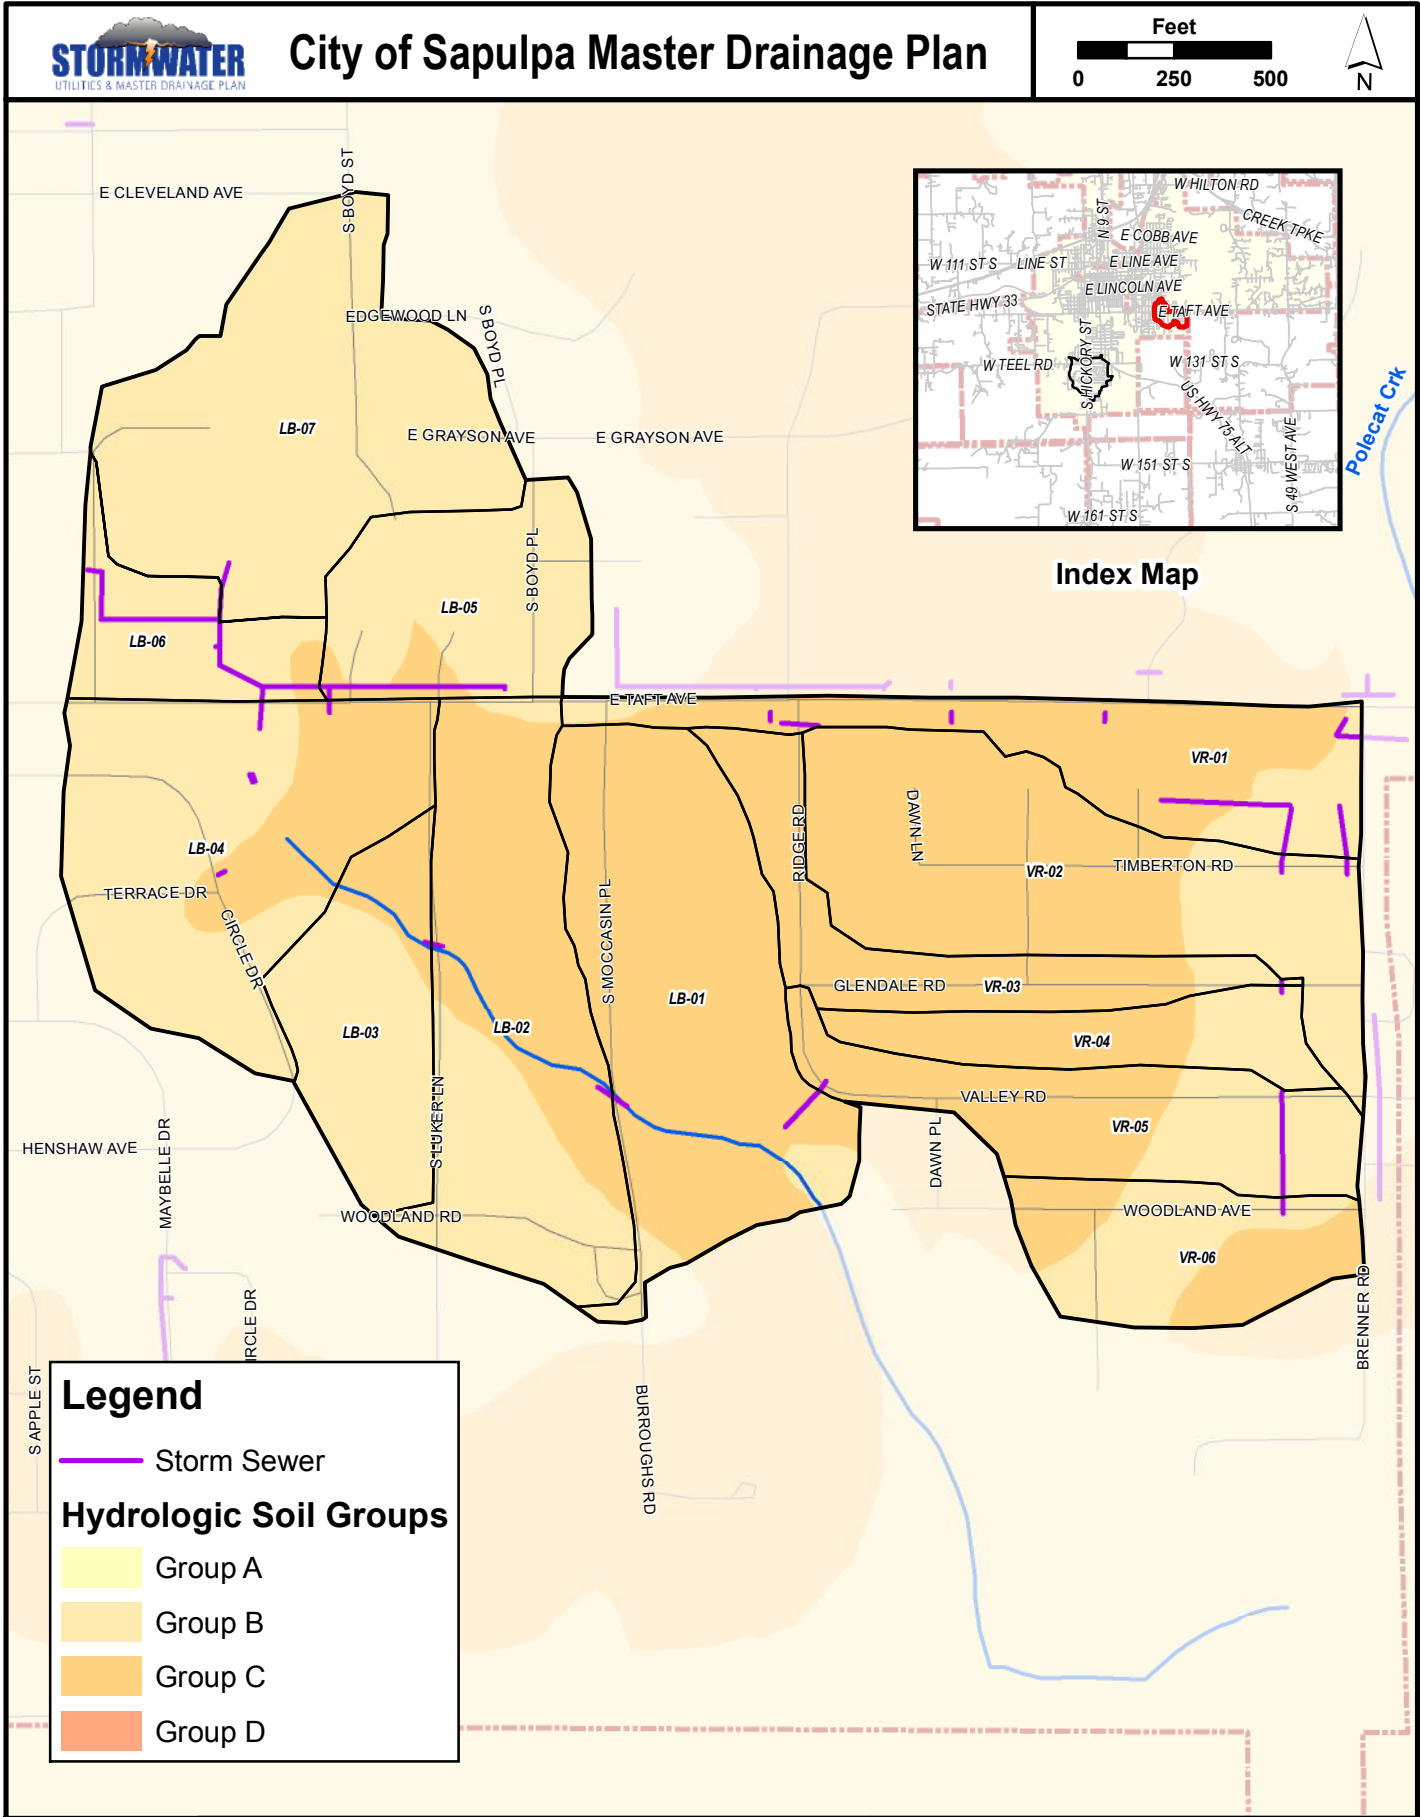 STORMWATER
UTILITIES & MASTER DRAINAGE PLAN
City of Sapulpa Master Drainage Plan
Feet
0 250 500
N
E CLEVELAND AVE
S BOYD ST
EDGEWOOD LN
S BOYD PL
LB-07
E GRAYSON AVE
E GRAYSON AVE
W HILTON RD
N 9 ST
CREEK TPKE
E COBB AVE
W 111 ST S
LINE ST
E LINE AVE
E LINCOLN AVE
STATE HWY 33
E TAFT AVE
S HICKORY ST
W TEEL RD
W 131 ST S
US HWY 75 ALT
S 49 WEST AVE
W 151 ST S
W 161 ST S
Polecat Crk
Index Map
S BOYD PL
LB-05
LB-06
E TAFT AVE
VR-01
RIDGE RD
DAWN LN
LB-04
VR-02
TIMBERTON RD
TERRACE DR
CIRCLE DR
S MOCCASIN PL
GLENDALE RD
VR-03
LB-01
LB-03
LB-02
VR-04
S LUKER LN
VALLEY RD
VR-05
HENSHAW AVE
MAYBELLE DR
DAWN PL
WOODLAND RD
WOODLAND AVE
VR-06
BRENNER RD
IRCLE DR
S APPLE ST
BURROUGHS RD
Legend
Storm Sewer
Hydrologic Soil Groups
Group A
Group B
Group C
Group D